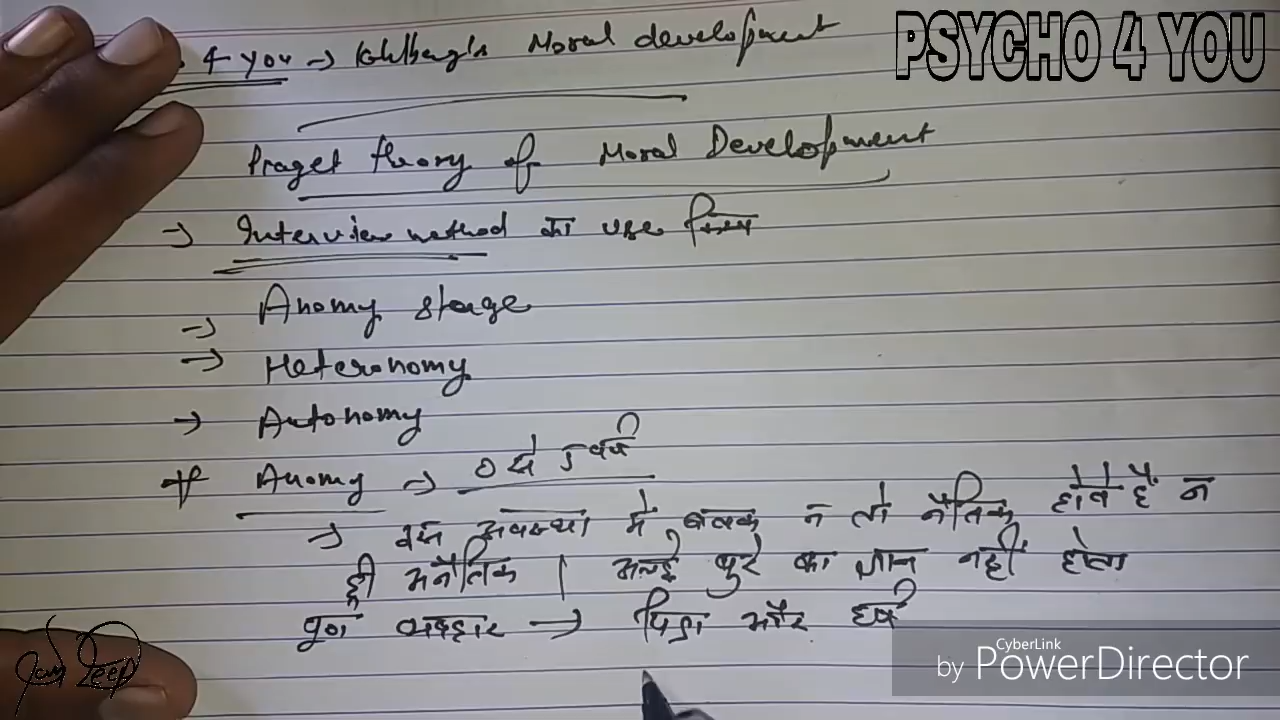 PSYCHO 4 YOU
4 you → Kohlberg's Moral development
Piaget theory of Moral Development
→ Interview method का use किया
→ Anomy stage
→ Heteronomy
→ Autonomy
* Anomy → 0 से 5 वर्ष
→ इस अवस्था में बालक न तो नैतिक होते हैं न
ही अनैतिक | अच्छे बुरे का ज्ञान नहीं होता
व्यवहार → पीड़ा और हर्ष
CyberLink
by PowerDirector